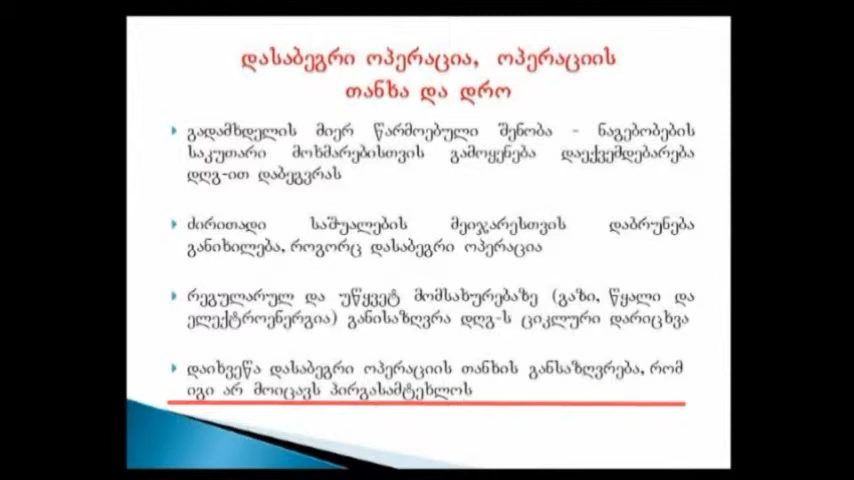 დასაბეგრი ოპერაცია, ოპერაციის
თანხა და დრო
გადამხდელის მიერ წარმოებული შენობა - ნაგებობების
საკუთარი მოხმარებისთვის გამოყენება დაექვემდებარება
დღგ-ით დაბეგვრას
ძირითადი საშუალების მეიჯარესთვის დაბრუნება
განიხილება, როგორც დასაბეგრი ოპერაცია
რეგულარულ და უწყვეტ მომსახურებაზე (გაზი, წყალი და
ელექტროენერგია) განისაზღვრა დღგ-ს ციკლური დარიცხვა
დაიხვეწა დასაბეგრი ოპერაციის თანხის განსაზღვრება, რომ
იგი არ მოიცავს პირგასამტეხლოს